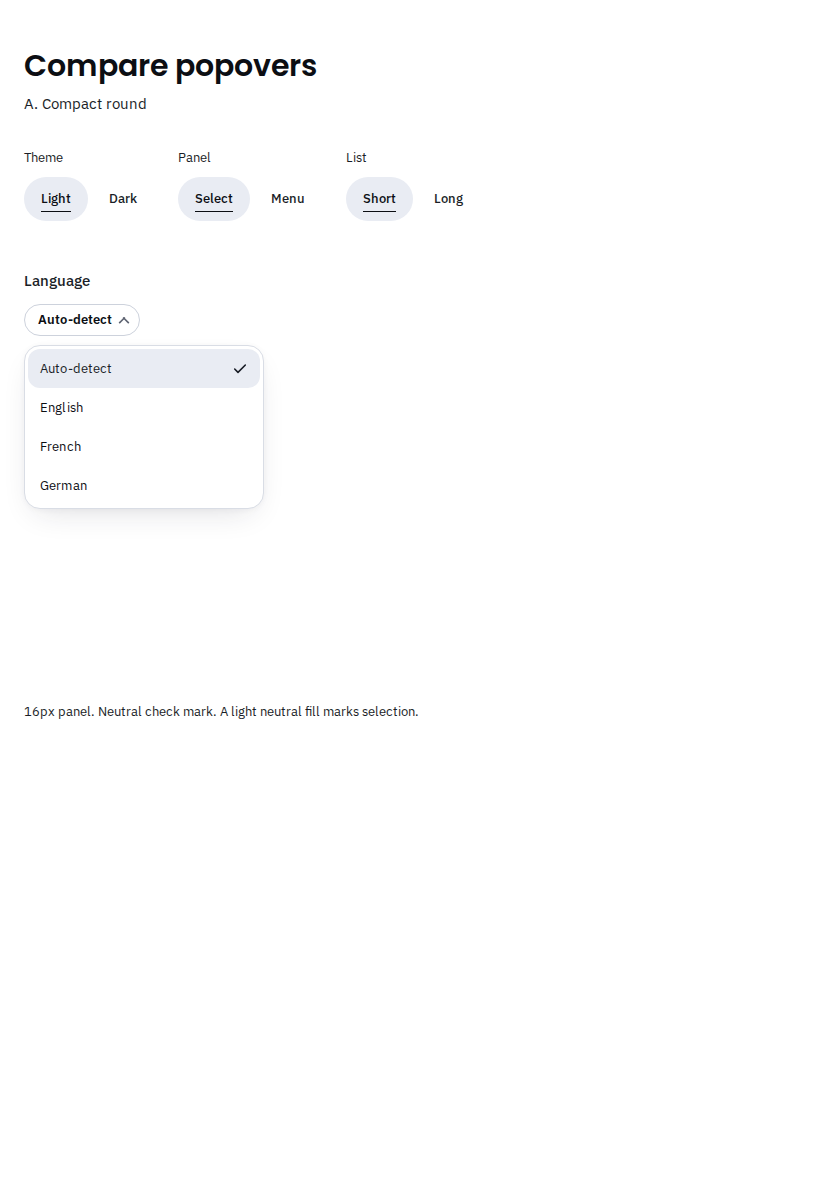 Compare popovers
A. Compact round
Theme Panel List
Light Dark Select Menu Short Long
Language
Auto-detect
Auto-detect
English
French
German
16px panel. Neutral check mark. A light neutral fill marks selection.